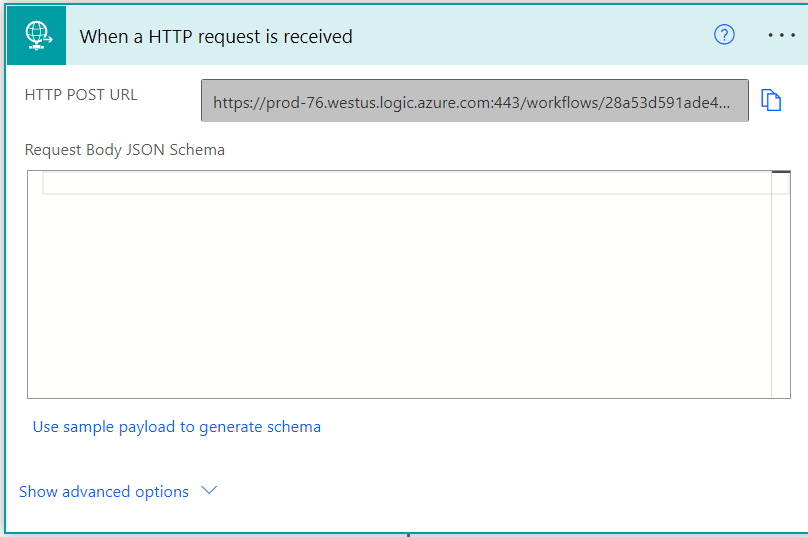 When a HTTP request is received
HTTP POST URL
https://prod-76.westus.logic.azure.com:443/workflows/28a53d591ade4...
Request Body JSON Schema
Use sample payload to generate schema
Show advanced options